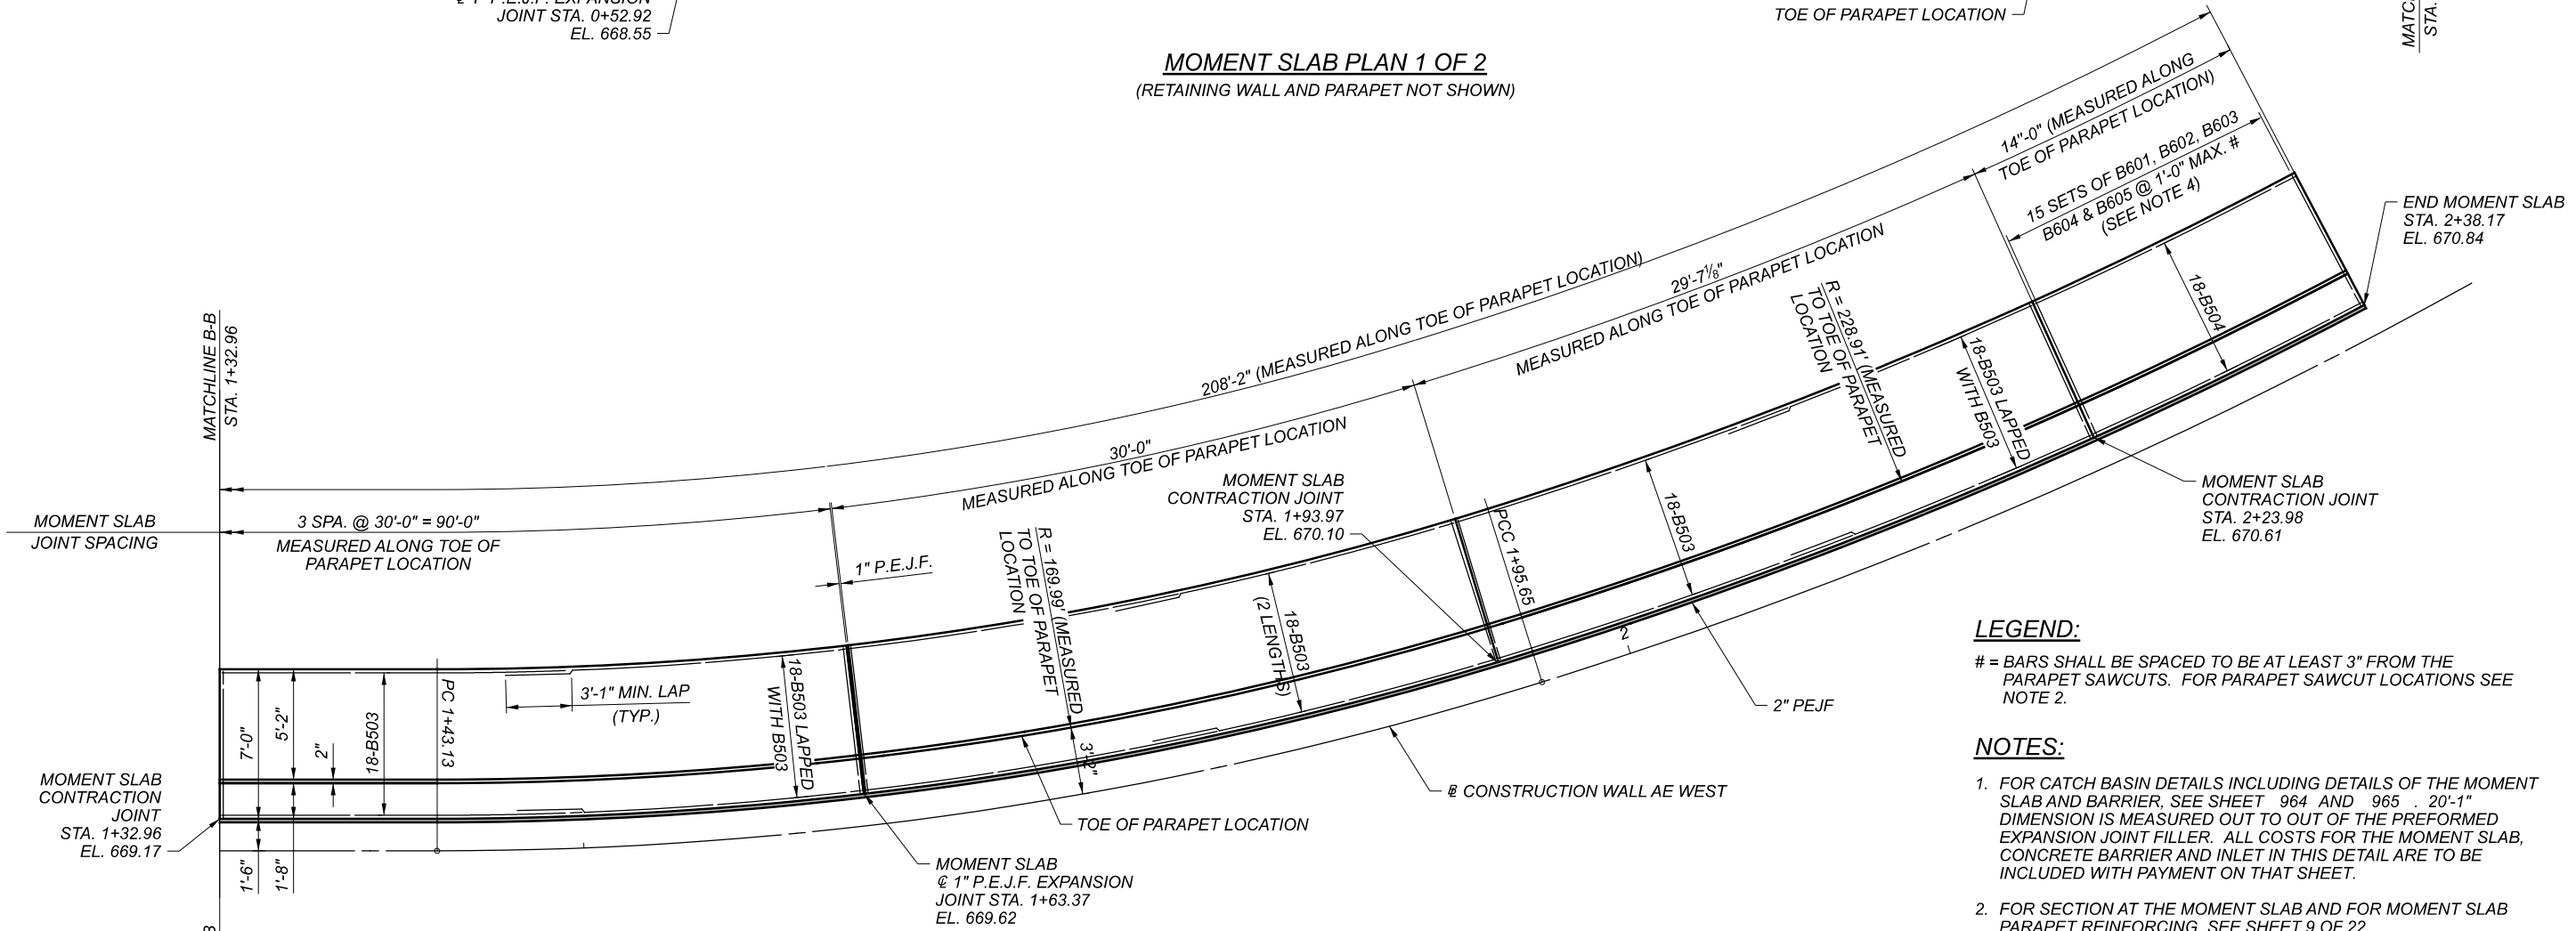 ℄ 1" P.E.J.F. EXPANSION
JOINT STA. 0+52.92
EL. 668.55
TOE OF PARAPET LOCATION
STA.
MOMENT SLAB PLAN 1 OF 2
(RETAINING WALL AND PARAPET NOT SHOWN)
14"-0" (MEASURED ALONG
TOE OF PARAPET LOCATION)
15 SETS OF B601, B602, B603
B604 & B605 @ 1'-0" MAX. #
(SEE NOTE 4)
END MOMENT SLAB
STA. 2+38.17
EL. 670.84
208'-2" (MEASURED ALONG TOE OF PARAPET LOCATION)
29'-7⅛"
MEASURED ALONG TOE OF PARAPET LOCATION
R = 228.91' (MEASURED
TO TOE OF PARAPET
LOCATION
18-B504
18-B503 LAPPED
WITH B503
MATCHLINE B-B
STA. 1+32.96
30'-0"
MEASURED ALONG TOE OF PARAPET LOCATION
MOMENT SLAB
CONTRACTION JOINT
STA. 1+93.97
EL. 670.10
MOMENT SLAB
CONTRACTION JOINT
STA. 2+23.98
EL. 670.61
MOMENT SLAB
JOINT SPACING
3 SPA. @ 30'-0" = 90'-0"
MEASURED ALONG TOE OF
PARAPET LOCATION
1" P.E.J.F.
R = 169.99' (MEASURED
TO TOE OF PARAPET
LOCATION
18-B503
(2 LENGTHS)
PCC 1+95.65
18-B503
2
2" PEJF
3'-1" MIN. LAP
(TYP.)
18-B503 LAPPED
WITH B503
PC 1+43.13
18-B503
7'-0"
5'-2"
2"
1'-6"
1'-8"
3'-2"
MOMENT SLAB
CONTRACTION
JOINT
STA. 1+32.96
EL. 669.17
TOE OF PARAPET LOCATION
CONSTRUCTION WALL AE WEST
MOMENT SLAB
℄ 1" P.E.J.F. EXPANSION
JOINT STA. 1+63.37
EL. 669.62
B
LEGEND:
# = BARS SHALL BE SPACED TO BE AT LEAST 3" FROM THE
PARAPET SAWCUTS. FOR PARAPET SAWCUT LOCATIONS SEE
NOTE 2.
NOTES:
1. FOR CATCH BASIN DETAILS INCLUDING DETAILS OF THE MOMENT
SLAB AND BARRIER, SEE SHEET 964 AND 965 . 20'-1"
DIMENSION IS MEASURED OUT TO OUT OF THE PREFORMED
EXPANSION JOINT FILLER. ALL COSTS FOR THE MOMENT SLAB,
CONCRETE BARRIER AND INLET IN THIS DETAIL ARE TO BE
INCLUDED WITH PAYMENT ON THAT SHEET.
2. FOR SECTION AT THE MOMENT SLAB AND FOR MOMENT SLAB
PARAPET REINFORCING, SEE SHEET 9 OF 22